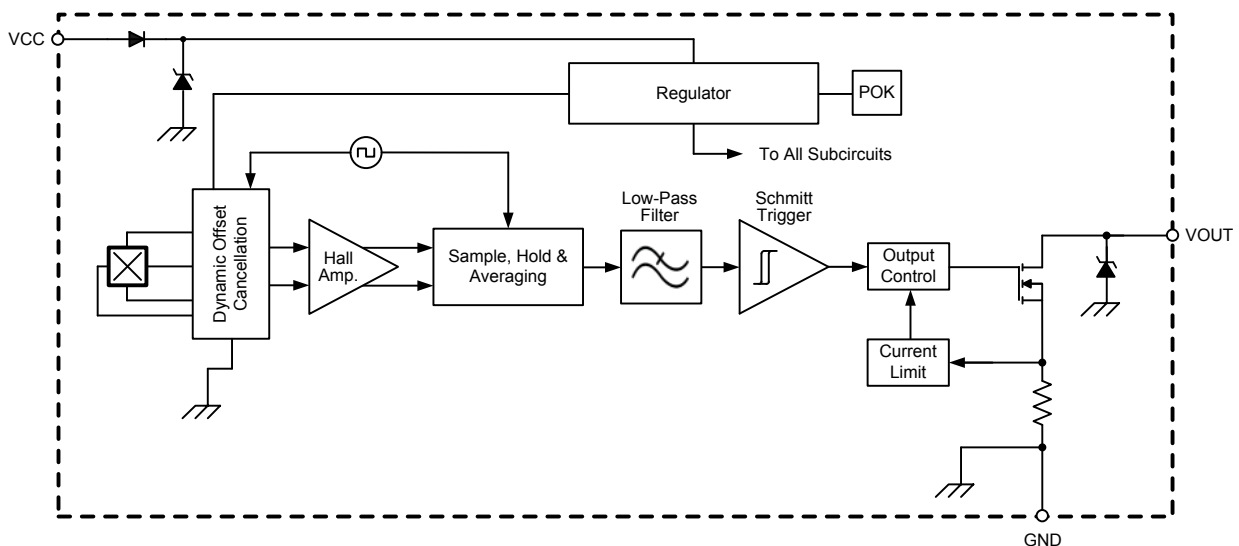 VCC
Regulator
POK
To All Subcircuits
Dynamic Offset
Cancellation
Hall
Amp.
Sample, Hold &
Averaging
Low-Pass
Filter
Schmitt
Trigger
Output
Control
Current
Limit
VOUT
GND